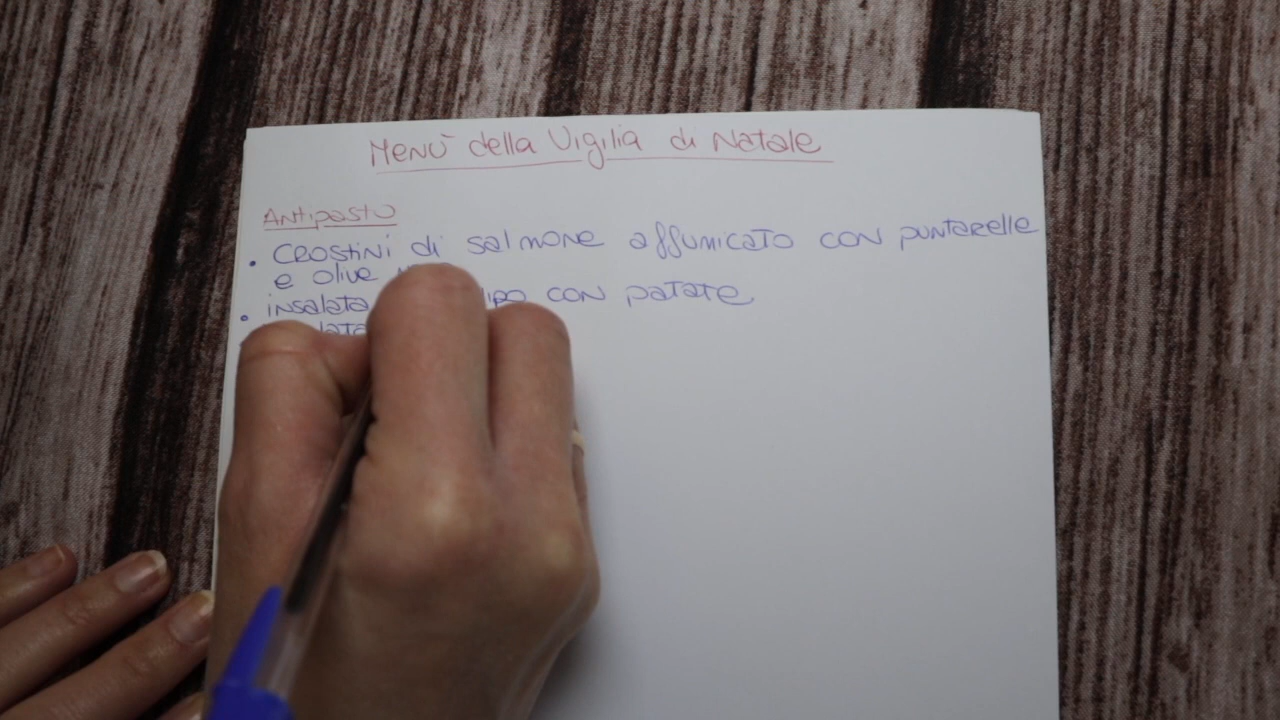 Menù della Vigilia di Natale
Antipasto
• Crostini di salmone affumicato con puntarelle
e olive
• insalata con patate